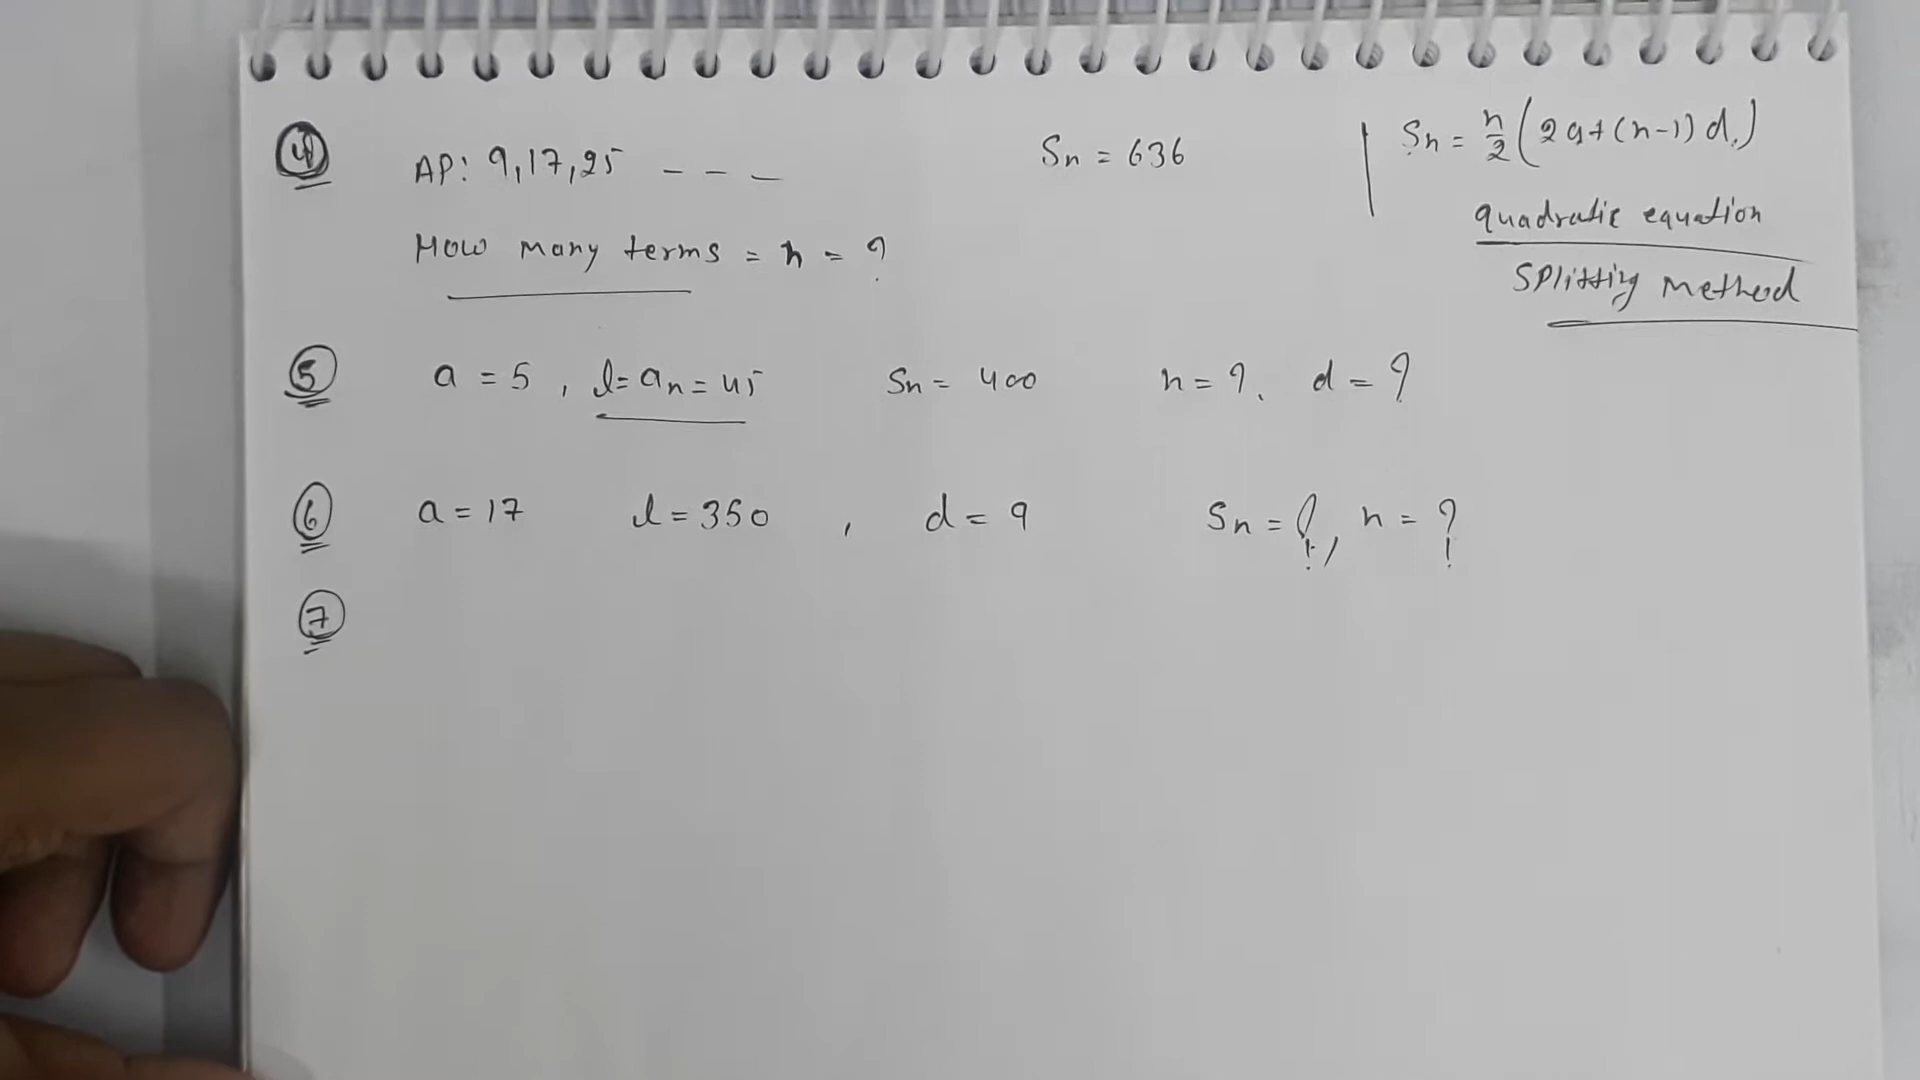 ④ AP: 9,17,25 - - - Sn = 636 | Sn = n/2 (2a+(n-1)d.)
quadratic equation
How many terms = n = ?
Splitting Method
⑤ a = 5 , l = an = 45 Sn = 400 n = ?. d = ?
⑥ a = 17 l = 350 , d = 9 Sn = ?, n = ?
⑦